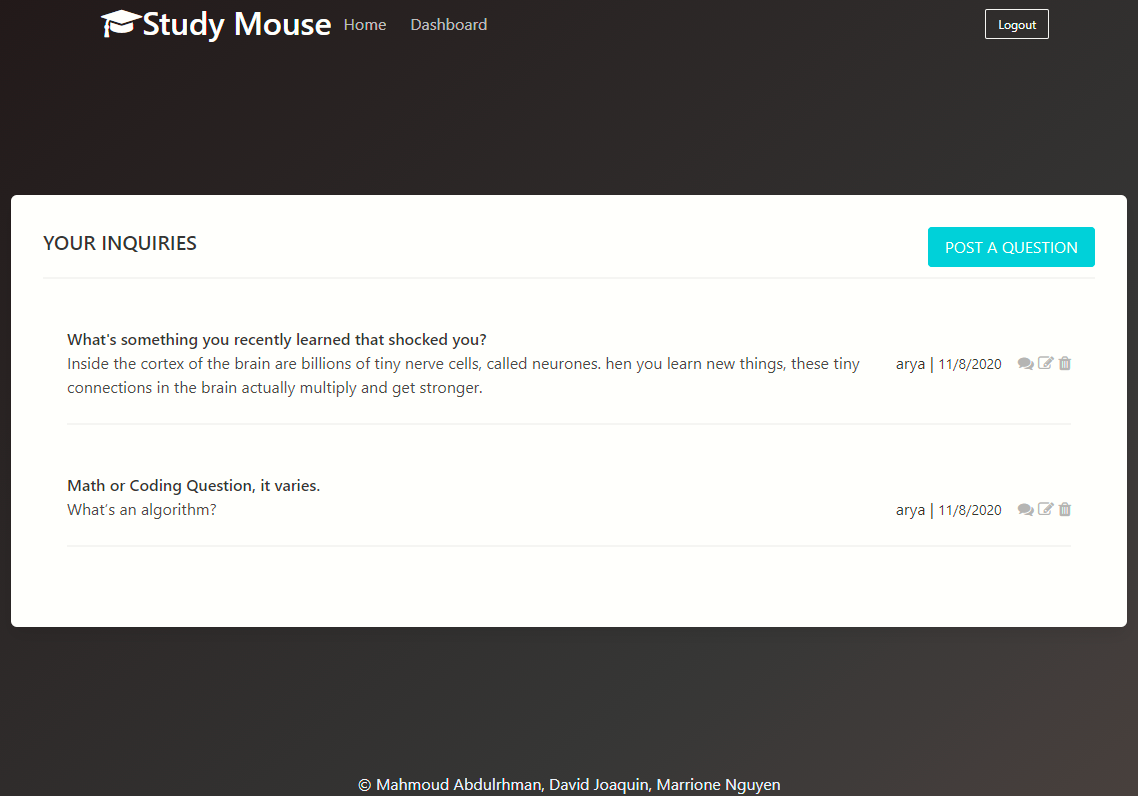 Study Mouse Home Dashboard Logout
YOUR INQUIRIES POST A QUESTION
What's something you recently learned that shocked you?
Inside the cortex of the brain are billions of tiny nerve cells, called neurones. hen you learn new things, these tiny
connections in the brain actually multiply and get stronger.
arya | 11/8/2020
Math or Coding Question, it varies.
What's an algorithm?
arya | 11/8/2020
© Mahmoud Abdulrhman, David Joaquin, Marrione Nguyen